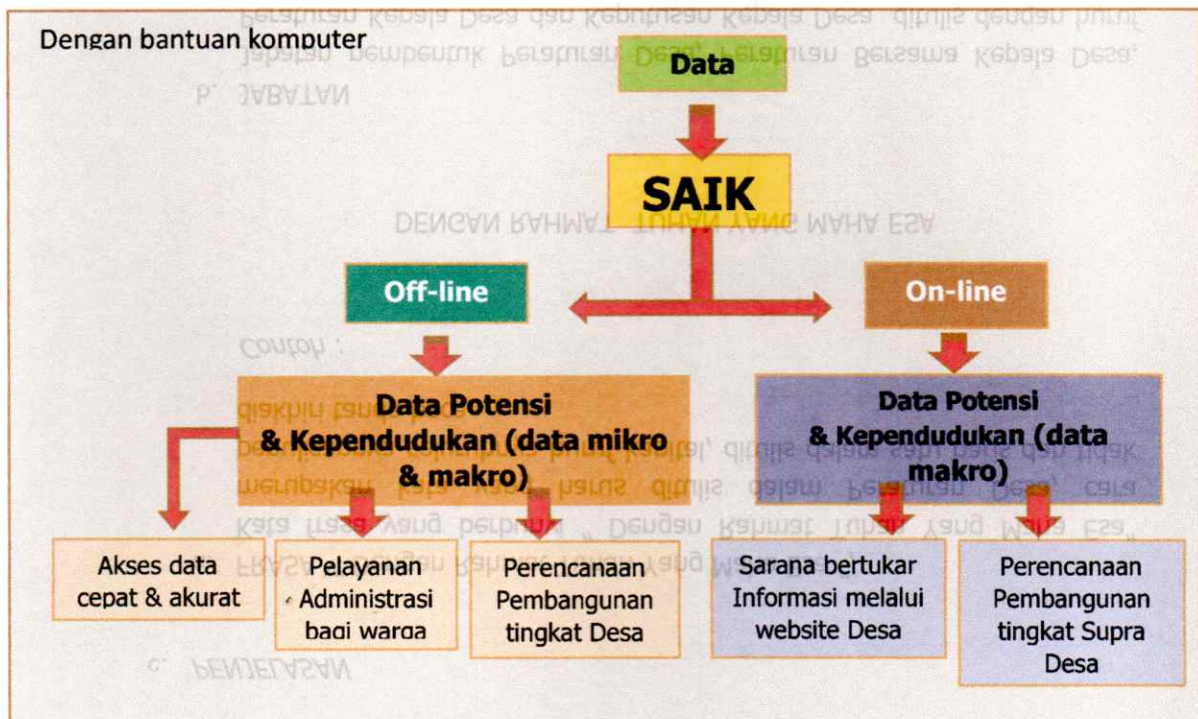 Dengan bantuan komputer
Data
SAIK
Off-line
On-line
Data Potensi
& Kependudukan (data mikro
& makro)
Data Potensi
& Kependudukan (data
makro)
Akses data
cepat & akurat
Pelayanan
Administrasi
bagi warga
Perencanaan
Pembangunan
tingkat Desa
Sarana bertukar
Informasi melalui
website Desa
Perencanaan
Pembangunan
tingkat Supra
Desa